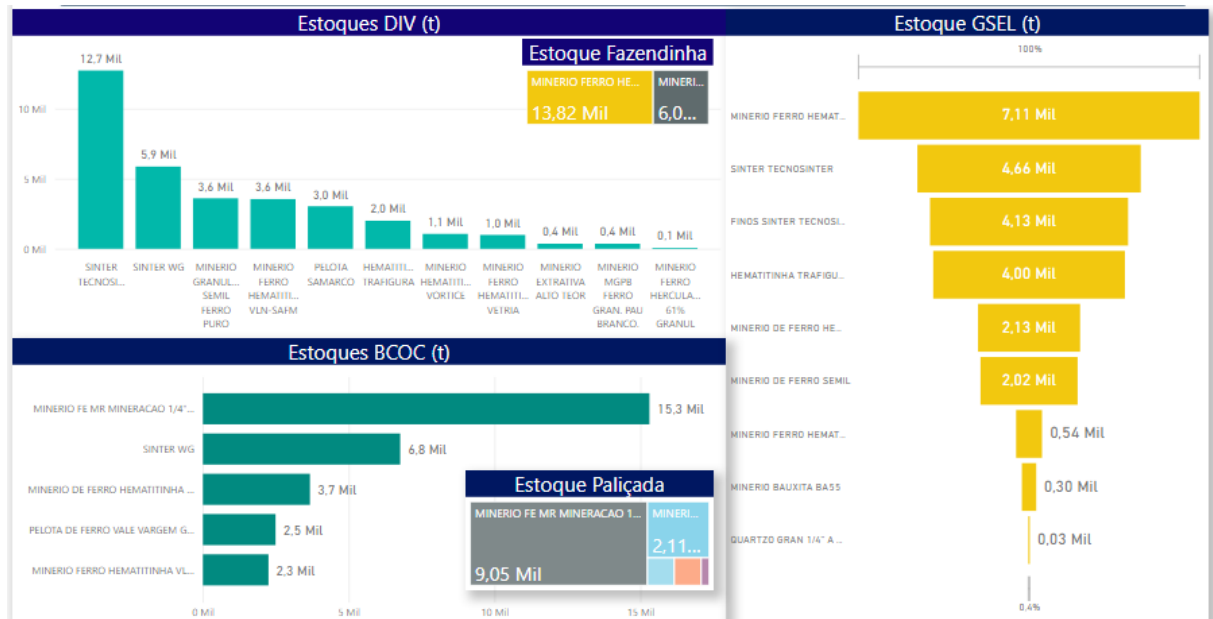 Estoques DIV (t)
12,7 Mil
5,9 Mil
3,6 Mil
3,6 Mil
3,0 Mil
2,0 Mil
1,1 Mil
1,0 Mil
0,4 Mil
0,4 Mil
0,1 Mil
10 Mil
5 Mil
0 Mil
SINTER
TECNOSI...
SINTER WG
MINERIO
GRANUL...
SEMIL
FERRO
PURO
MINERIO
FERRO
HEMATITI...
VLN-SAFM
PELOTA
SAMARCO
HEMATITI...
TRAFIGURA
MINERIO
HEMATITI...
VORTICE
MINERIO
FERRO
HEMATITI...
VETRIA
MINERIO
EXTRATIVA
ALTO TEOR
MINERIO
MGPB
FERRO
GRAN. PAU
BRANCO.
MINERIO
FERRO
HERCULA...
61%
GRANUL
Estoque Fazendinha
MINERIO FERRO HE...
13,82 Mil
MINERI...
6,0...
Estoques BCOC (t)
MINERIO FE MR MINERACAO 1/4"...
15,3 Mil
SINTER WG
6,8 Mil
MINERIO DE FERRO HEMATITINHA ...
3,7 Mil
PELOTA DE FERRO VALE VARGEM G...
2,5 Mil
MINERIO FERRO HEMATITINHA VL...
2,3 Mil
0 Mil
5 Mil
10 Mil
15 Mil
Estoque Paliçada
MINERIO FE MR MINERACAO 1...
9,05 Mil
MINERI...
2,11...
Estoque GSEL (t)
100%
MINERIO FERRO HEMAT...
7,11 Mil
SINTER TECNOSINTER
4,66 Mil
FINOS SINTER TECNOSI...
4,13 Mil
HEMATITINHA TRAFIGU...
4,00 Mil
MINERIO DE FERRO HE...
2,13 Mil
MINERIO DE FERRO SEMIL
2,02 Mil
MINERIO FERRO HEMAT...
0,54 Mil
MINERIO BAUXITA BA55
0,30 Mil
QUARTZO GRAN 1/4" A ...
0,03 Mil
0.4%